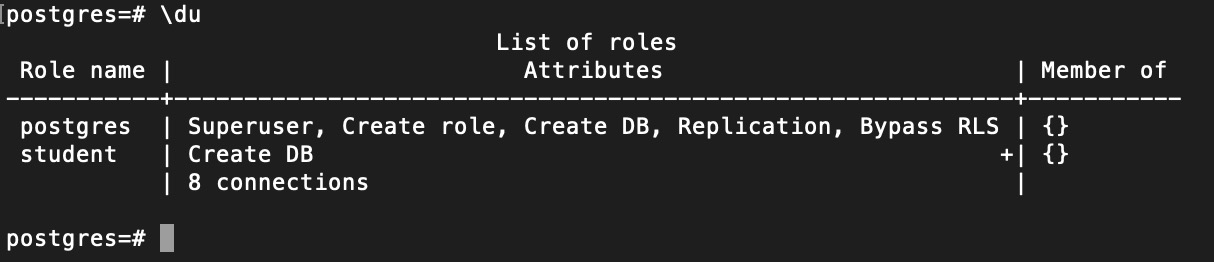 [postgres=# \du
                                   List of roles
 Role name |                         Attributes                         | Member of
-----------+------------------------------------------------------------+-----------
 postgres  | Superuser, Create role, Create DB, Replication, Bypass RLS | {}
 student   | Create DB                                                 +| {}
           | 8 connections                                              |
postgres=#